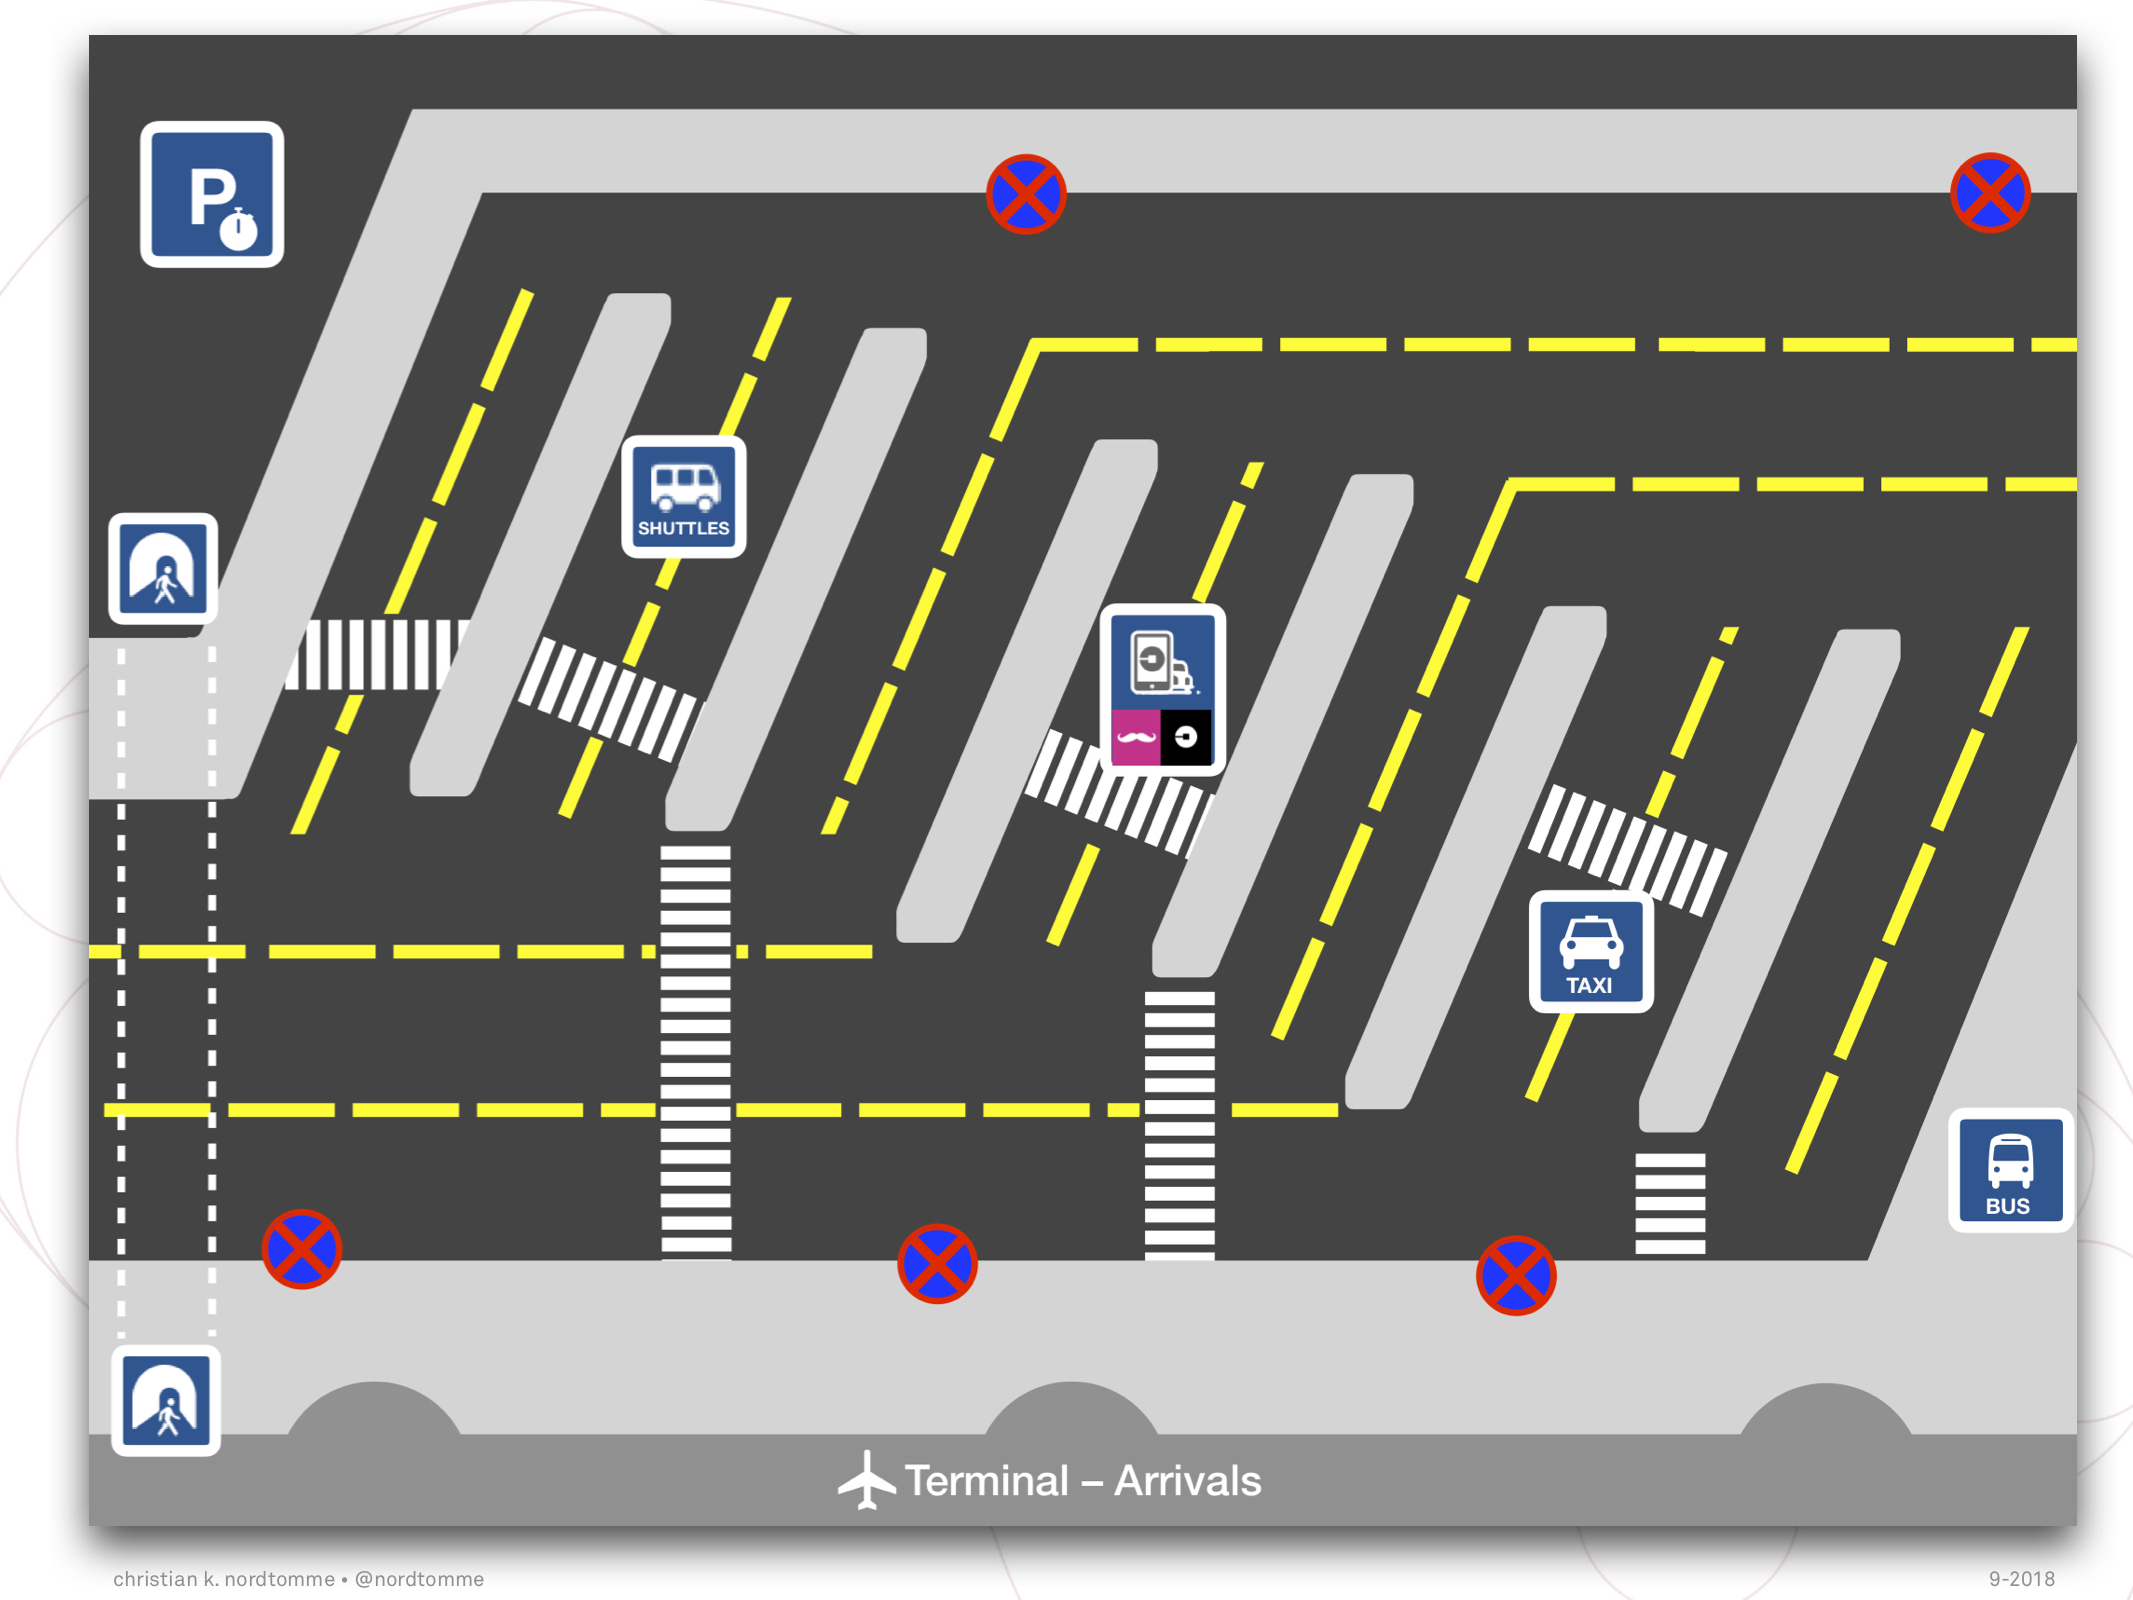 P
SHUTTLES
TAXI
BUS
Terminal – Arrivals
christian k. nordtomme • @nordtomme
9-2018